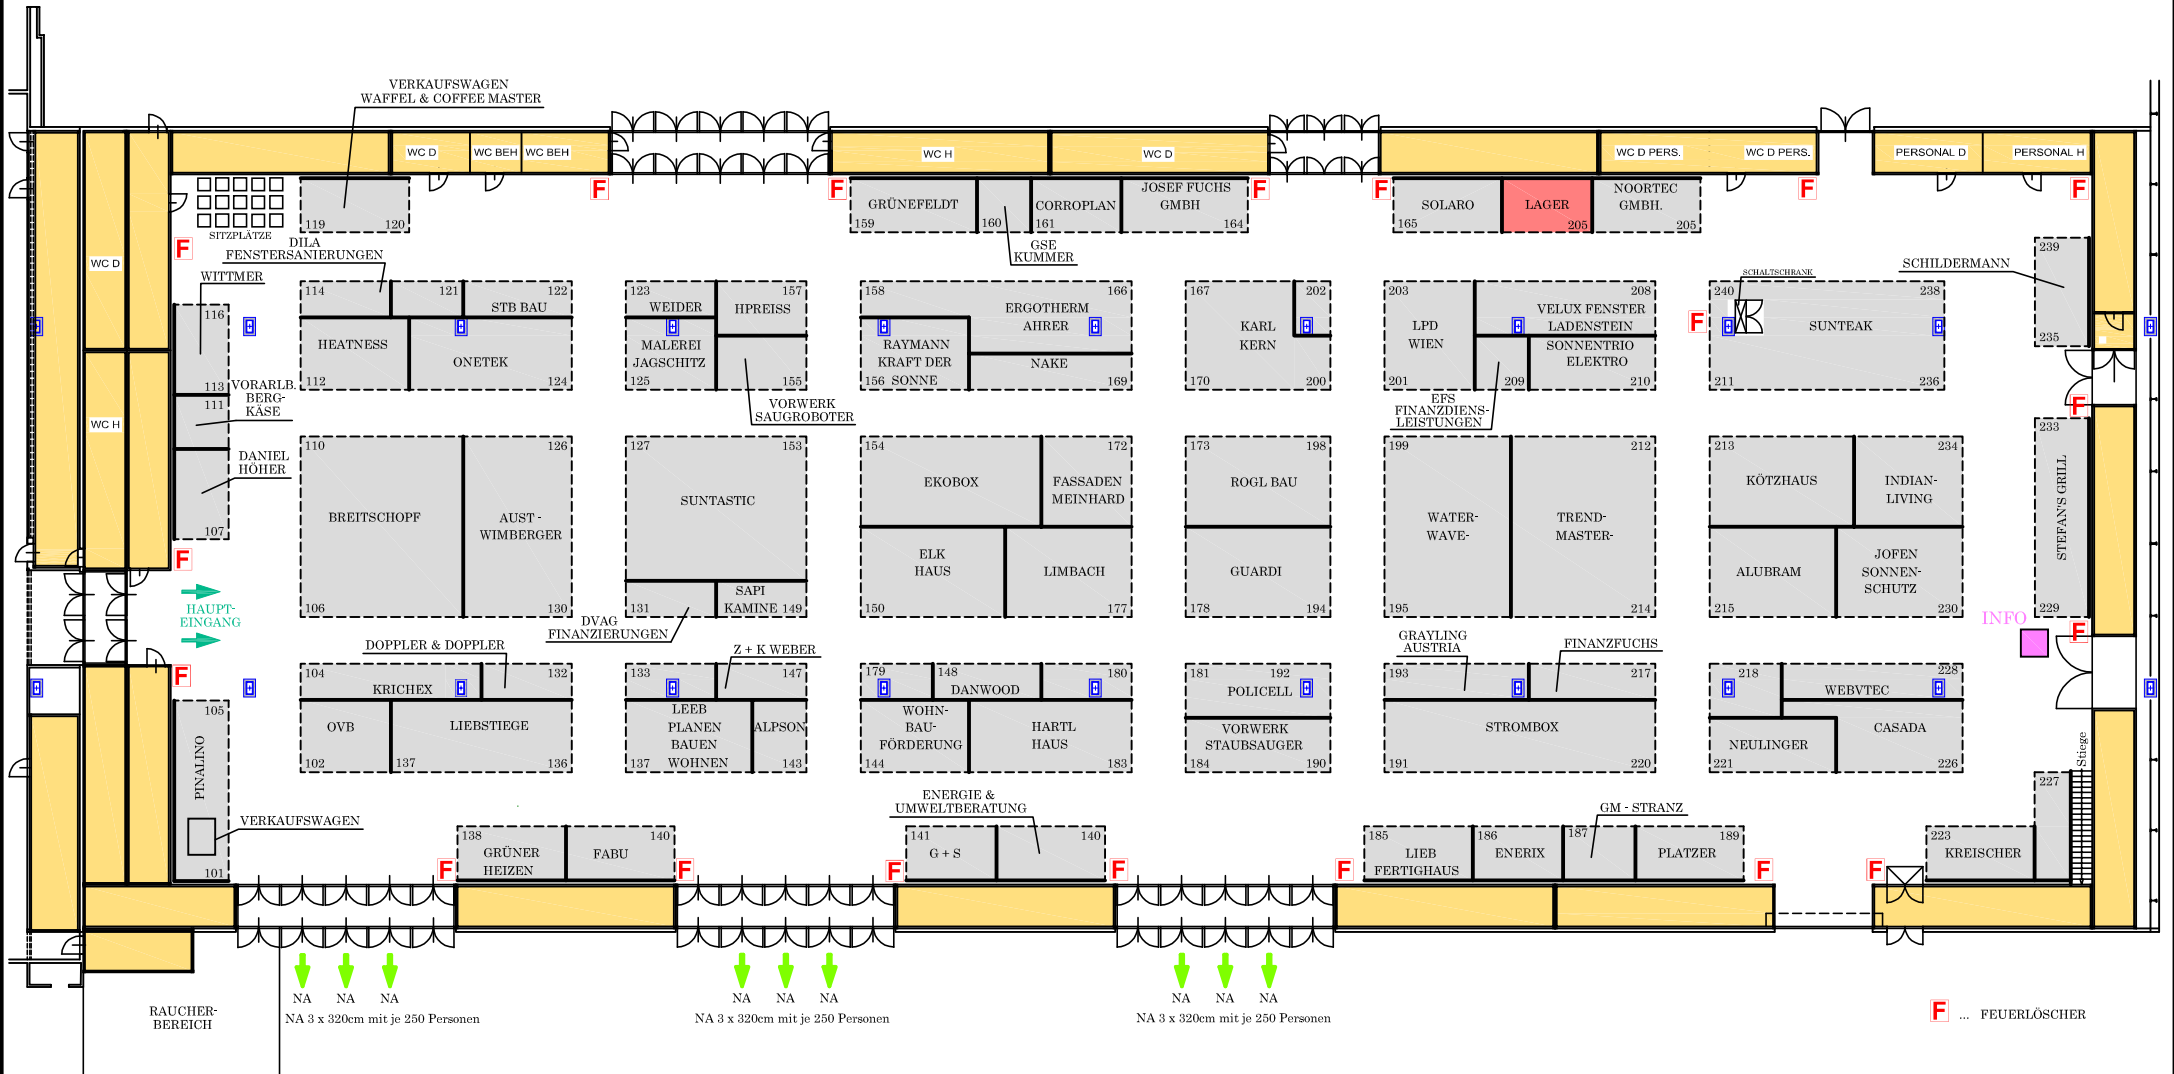 VERKAUFSWAGEN
WAFFEL & COFFEE MASTER
WC D
WC BEH
WC BEH
WC H
WC D
WC D PERS.
WC D PERS.
PERSONAL D
PERSONAL H
F
F
F
F
F
F
F
119
120
SITZPLÄTZE
GRÜNEFELDT
159
160
CORROPLAN
161
JOSEF FUCHS
GMBH
164
GSE
KUMMER
SOLARO
165
LAGER
205
NOORTEC
GMBH.
205
239
235
SCHILDERMANN
F
WC D
WC H
DILA
FENSTERSANIERUNGEN
WITTMER
116
113
VORARLB.
BERG-
KÄSE
111
DANIEL
HÖHER
107
F
114
121
122
STB BAU
HEATNESS
112
ONETEK
124
123
WEIDER
157
HPREISS
MALEREI
JAGSCHITZ
125
155
VORWERK
SAUGROBOTER
158
166
ERGOTHERM
AHRER
RAYMANN
KRAFT DER
156 SONNE
NAKE
169
167
202
KARL
KERN
170
200
203
LPD
WIEN
201
208
VELUX FENSTER
LADENSTEIN
SONNENTRIO
ELEKTRO
209
210
EFS
FINANZDIENS-
LEISTUNGEN
SCHALTSCHRANK
F
240
238
SUNTEAK
211
236
F
110
126
BREITSCHOPF
AUST -
WIMBERGER
106
130
127
153
SUNTASTIC
131
SAPI
KAMINE 149
DVAG
FINANZIERUNGEN
154
172
EKOBOX
FASSADEN
MEINHARD
ELK
HAUS
LIMBACH
150
177
173
198
ROGL BAU
GUARDI
178
194
199
212
WATER-
WAVE-
TREND-
MASTER-
195
214
213
234
KÖTZHAUS
INDIAN-
LIVING
ALUBRAM
JOFEN
SONNEN-
SCHUTZ
215
230
233
STEFAN'S GRILL
229
INFO
F
HAUPT-
EINGANG
F
DOPPLER & DOPPLER
104
132
KRICHEX
OVB
LIEBSTIEGE
102
137
136
Z + K WEBER
133
147
LEEB
PLANEN
BAUEN
WOHNEN
ALPSON
137
143
179
148
180
DANWOOD
WOHN-
BAU-
FÖRDERUNG
HARTL
HAUS
144
183
181
192
POLICELL
VORWERK
STAUBSAUGER
184
190
GRAYLING
AUSTRIA
FINANZFUCHS
193
217
STROMBOX
191
220
218
228
WEBVTEC
NEULINGER
CASADA
221
226
105
PINALINO
VERKAUFSWAGEN
101
138
140
GRÜNER
HEIZEN
FABU
F
F
ENERGIE &
UMWELTBERATUNG
141
140
G + S
F
F
GM - STRANZ
185
186
187
189
LIEB
FERTIGHAUS
ENERIX
PLATZER
F
F
F
223
KREISCHER
227
Stiege
NA
NA
NA
NA 3 x 320cm mit je 250 Personen
NA
NA
NA
NA 3 x 320cm mit je 250 Personen
NA
NA
NA
NA 3 x 320cm mit je 250 Personen
RAUCHER-
BEREICH
F ... FEUERLÖSCHER